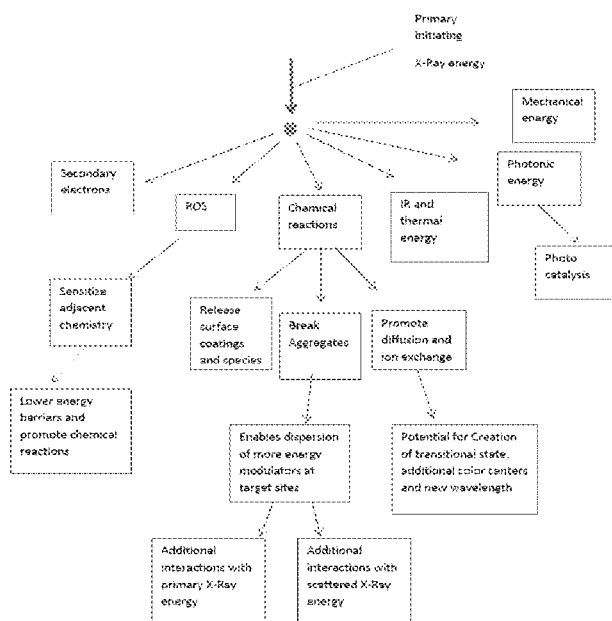 Primary
initiating
X-Ray energy
Mechanical
energy
Photonic
energy
Secondary
electrons
ROS
Chemical
reactions
IR and
thermal
energy
Photo
catalysis
Sensitize
adjacent
chemistry
Release
surface
coatings
and species
Break
Aggregates
Promote
diffusion and
ion exchange
Lower energy
barriers and
promote chemical
reactions
Enables dispersion
of more energy
modulators at
target sites
Potential for Creation
of transitional state,
additional color centers
and new wavelength
Additional
interactions with
primary X-Ray
energy
Additional
interactions with
scattered X-Ray
energy